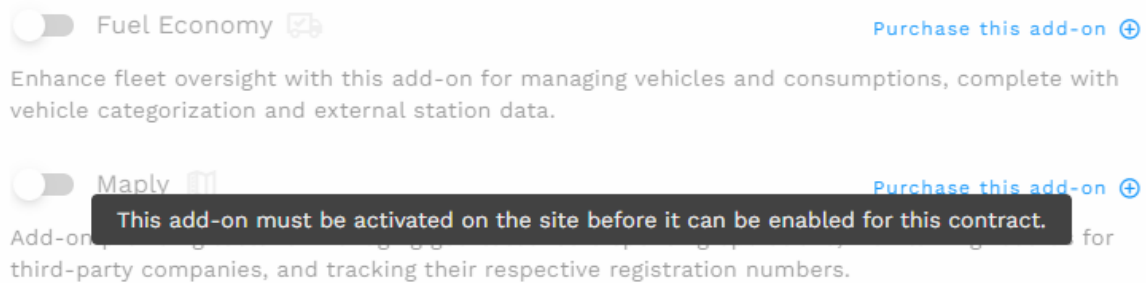 Fuel Economy
Purchase this add-on
Enhance fleet oversight with this add-on for managing vehicles and consumptions, complete with
vehicle categorization and external station data.
Maply
Purchase this add-on
This add-on must be activated on the site before it can be enabled for this contract.
Add-on for
third-party companies, and tracking their respective registration numbers.